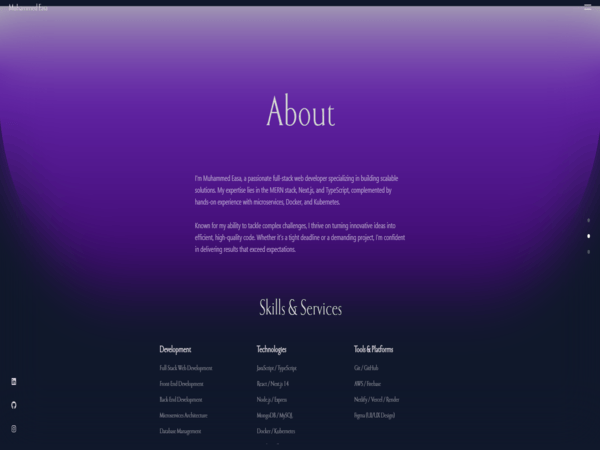 Muhammed Easa
About
I'm Muhammed Easa, a passionate full-stack web developer specializing in building scalable
solutions. My expertise lies in the MERN stack, Next.js, and TypeScript, complemented by
hands-on experience with microservices, Docker, and Kubernetes.
Known for my ability to tackle complex challenges, I thrive on turning innovative ideas into
efficient, high-quality code. Whether it's a tight deadline or a demanding project, I'm confident
in delivering results that exceed expectations.
Skills & Services
Development
Technologies
Tools & Platforms
Full Stack Web Development
JavaScript / TypeScript
Git / GitHub
Front End Development
React / Next.js 14
AWS / Firebase
Back End Development
Node.js / Express
Netlify / Vercel / Render
Microservices Architecture
MongoDB / MySQL
Figma (UI/UX Design)
Database Management
Docker / Kubernetes